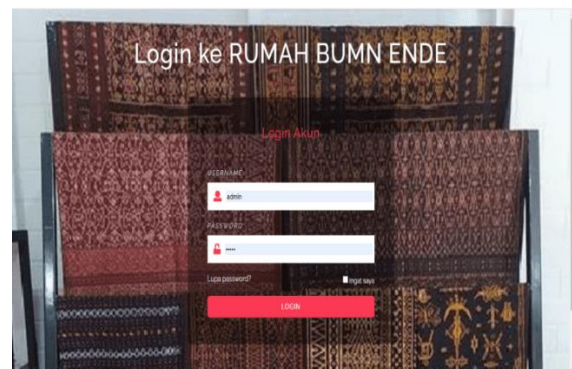 Login ke RUMAH BUMN ENDE
Login Akun
USERNAME
admin
PASSWORD
•••••
Lupa password?
Ingat saya
LOGIN